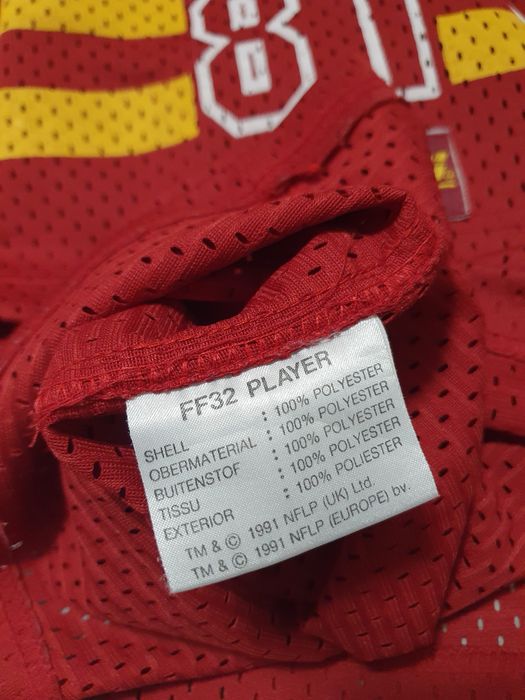 8
FF32 PLAYER
SHELL : 100% POLYESTER
OBERMATERIAL : 100% POLYESTER
BUITENSTOF : 100% POLYESTER
TISSU : 100% POLYESTER
EXTERIOR : 100% POLIESTER
TM & © 1991 NFLP (UK) Ltd.
TM & © 1991 NFLP (EUROPE) bv.